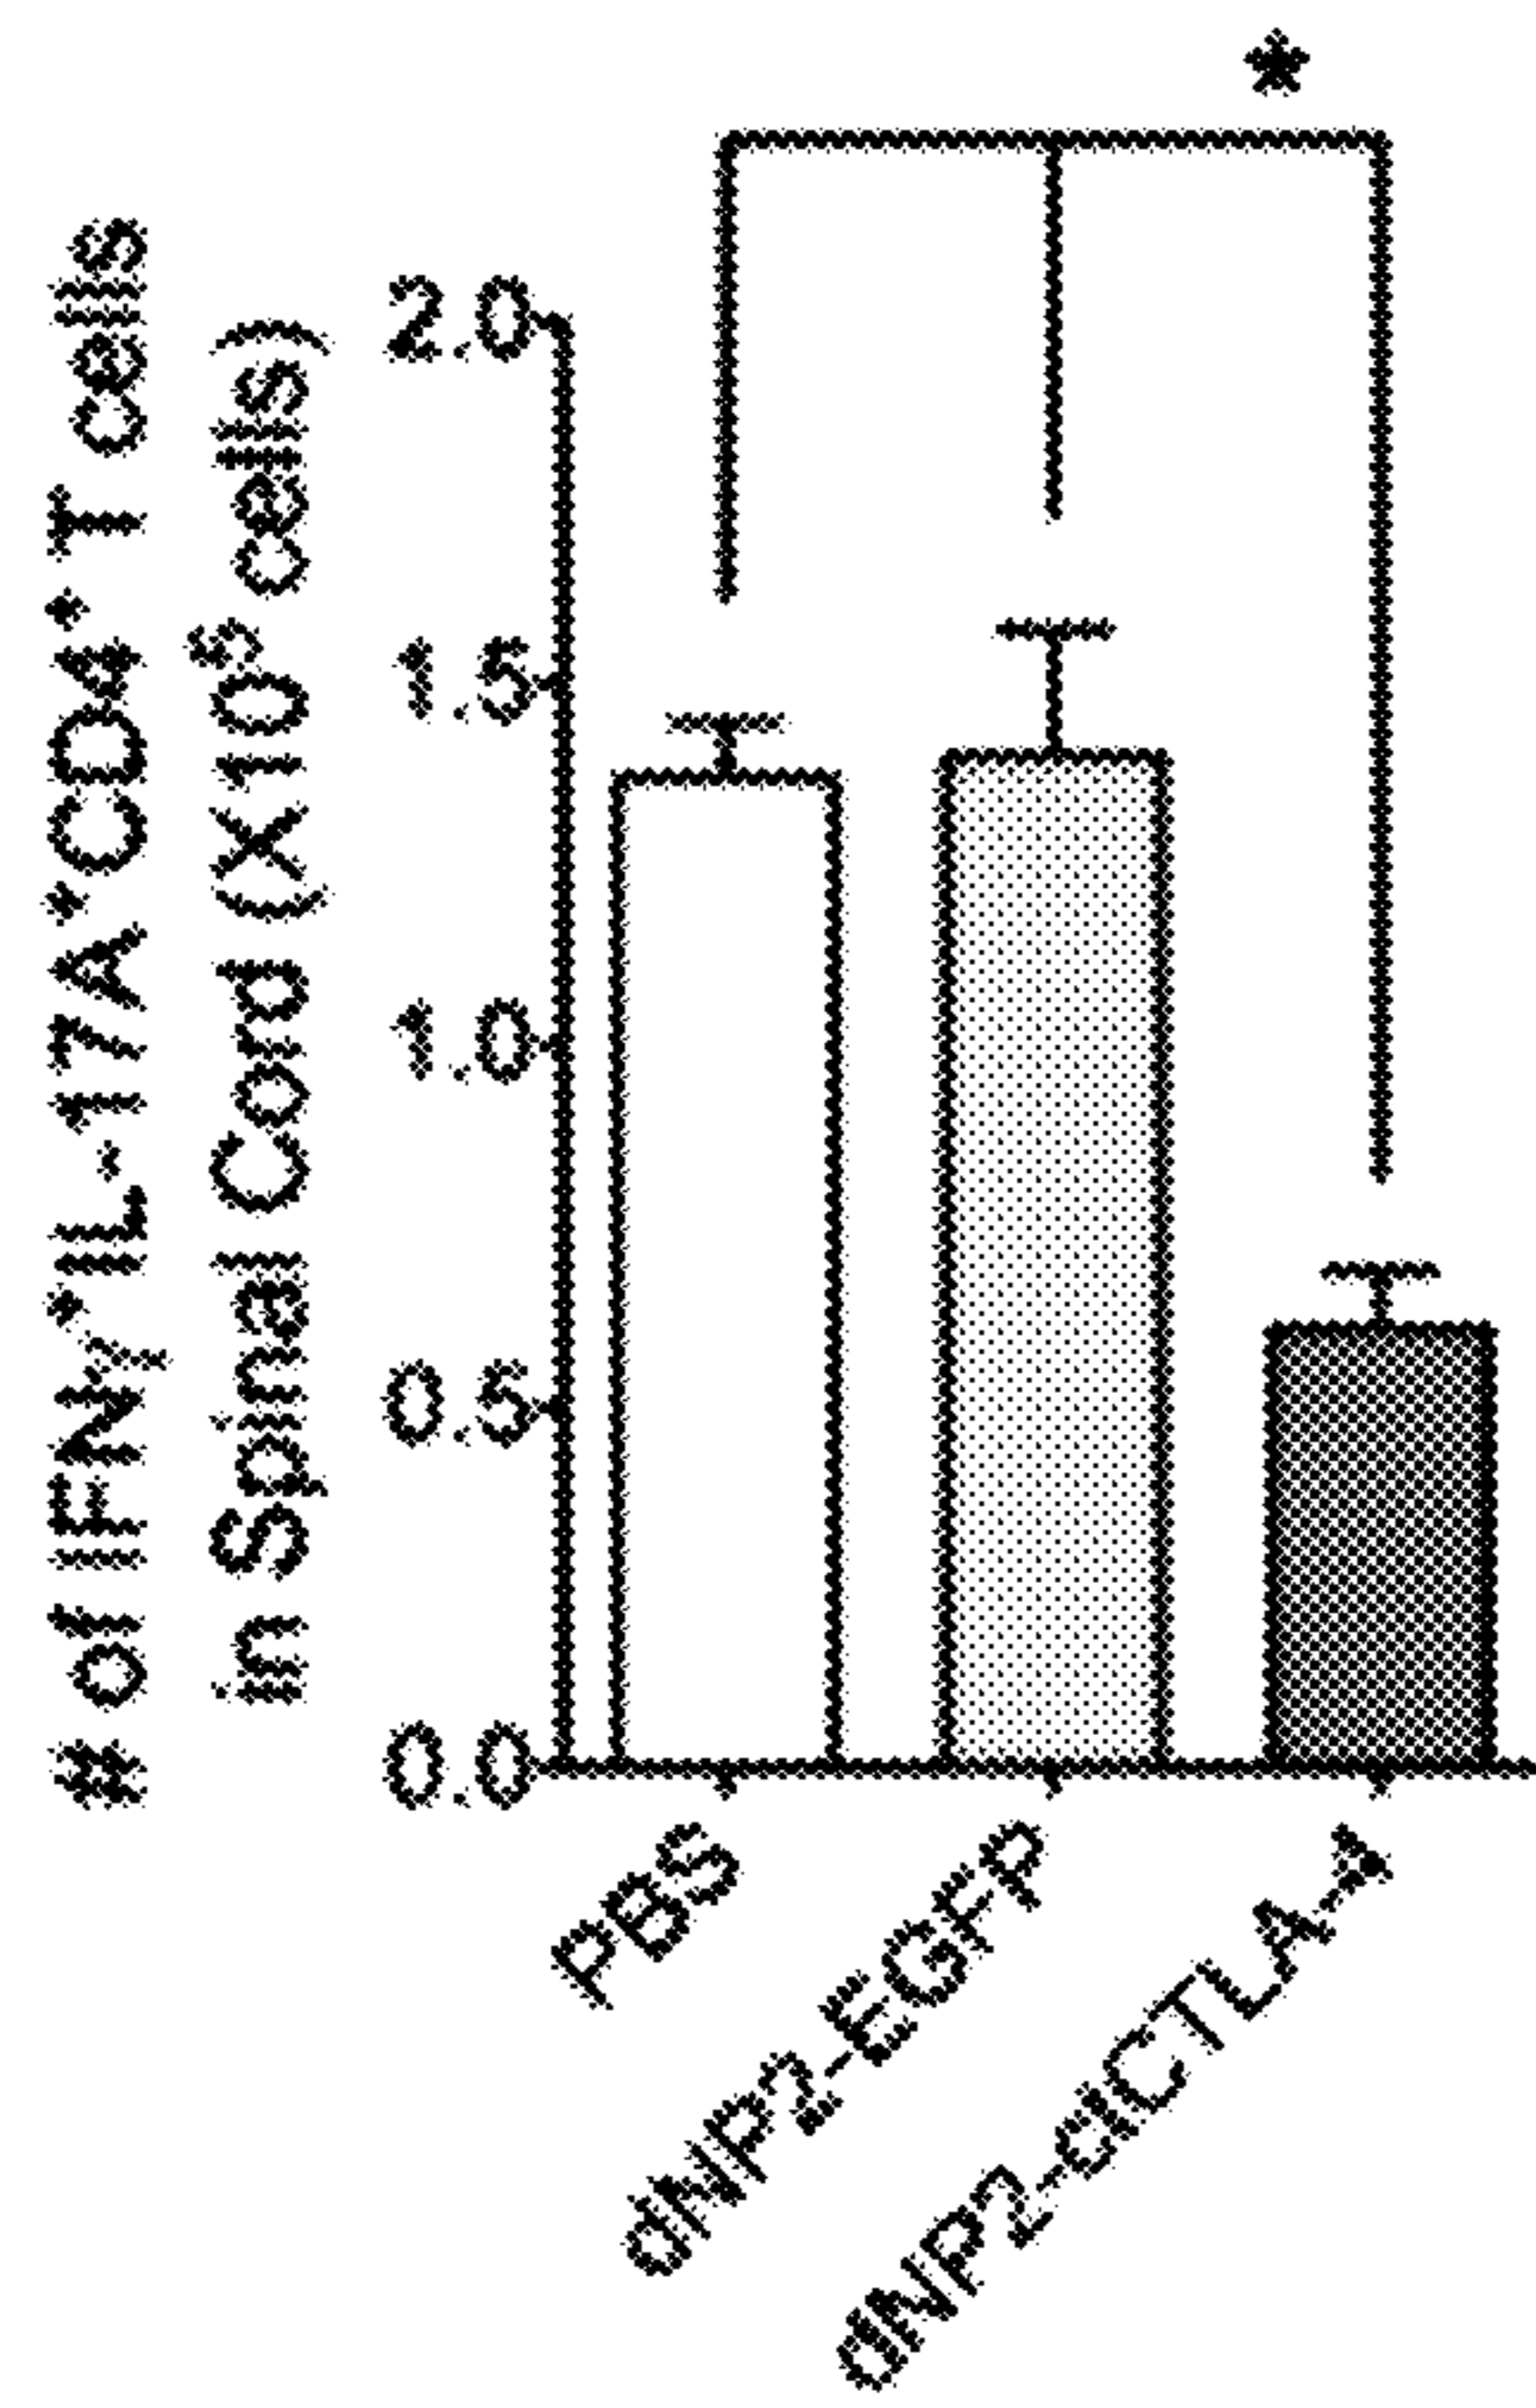 *
# of IFNγ⁺IL-17A⁺CD4⁺ T cells
in Spinal Cord (X10⁵ cells)
2.0
1.5
1.0
0.5
0.0
PBS
dNP2-EGFP
dNP2-ctCTLA-4